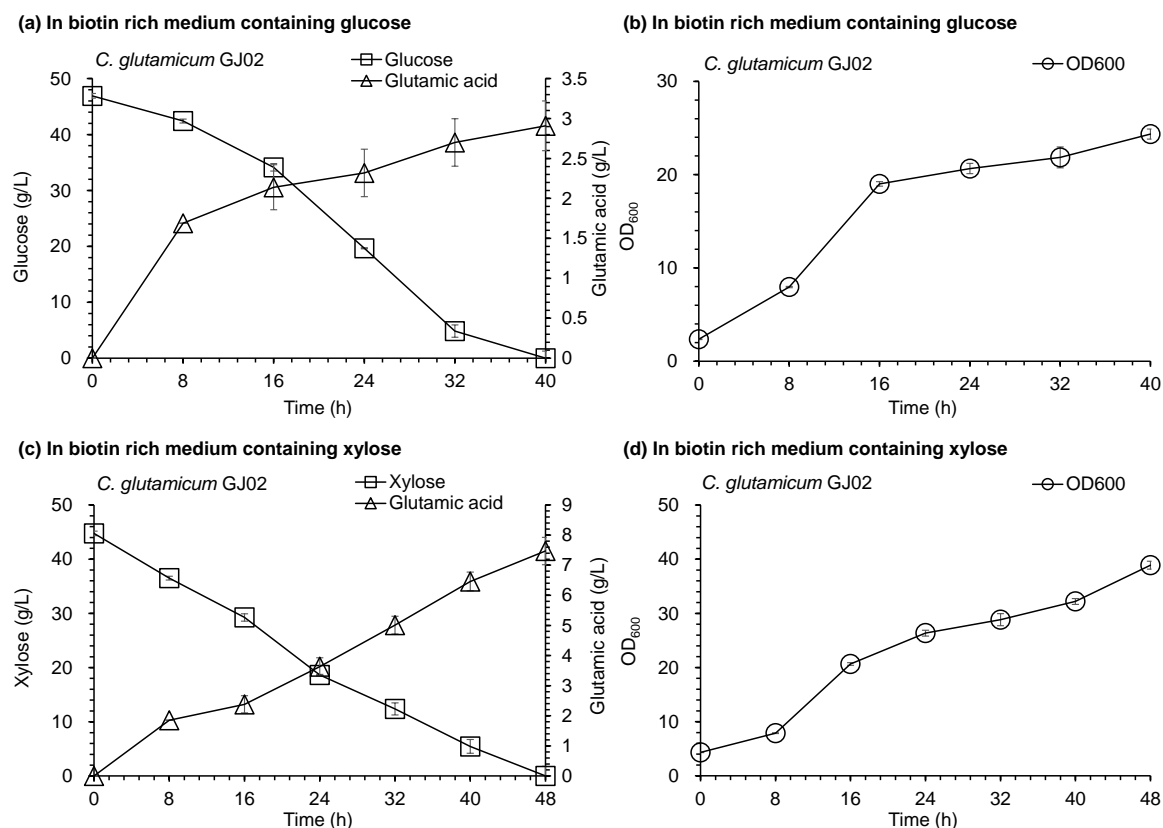 (a) In biotin rich medium containing glucose
C. glutamicum GJ02
Glucose
Glutamic acid
50
40
30
20
10
0
Glucose (g/L)
3.5
3
2.5
2
1.5
1
0.5
0
Glutamic acid (g/L)
0 8 16 24 32 40
Time (h)
(b) In biotin rich medium containing glucose
C. glutamicum GJ02
OD600
30
20
10
0
OD600
0 8 16 24 32 40
Time (h)
(c) In biotin rich medium containing xylose
C. glutamicum GJ02
Xylose
Glutamic acid
50
40
30
20
10
0
Xylose (g/L)
9
8
7
6
5
4
3
2
1
0
Glutamic acid (g/L)
0 8 16 24 32 40 48
Time (h)
(d) In biotin rich medium containing xylose
C. glutamicum GJ02
OD600
50
40
30
20
10
0
OD600
0 8 16 24 32 40 48
Time (h)